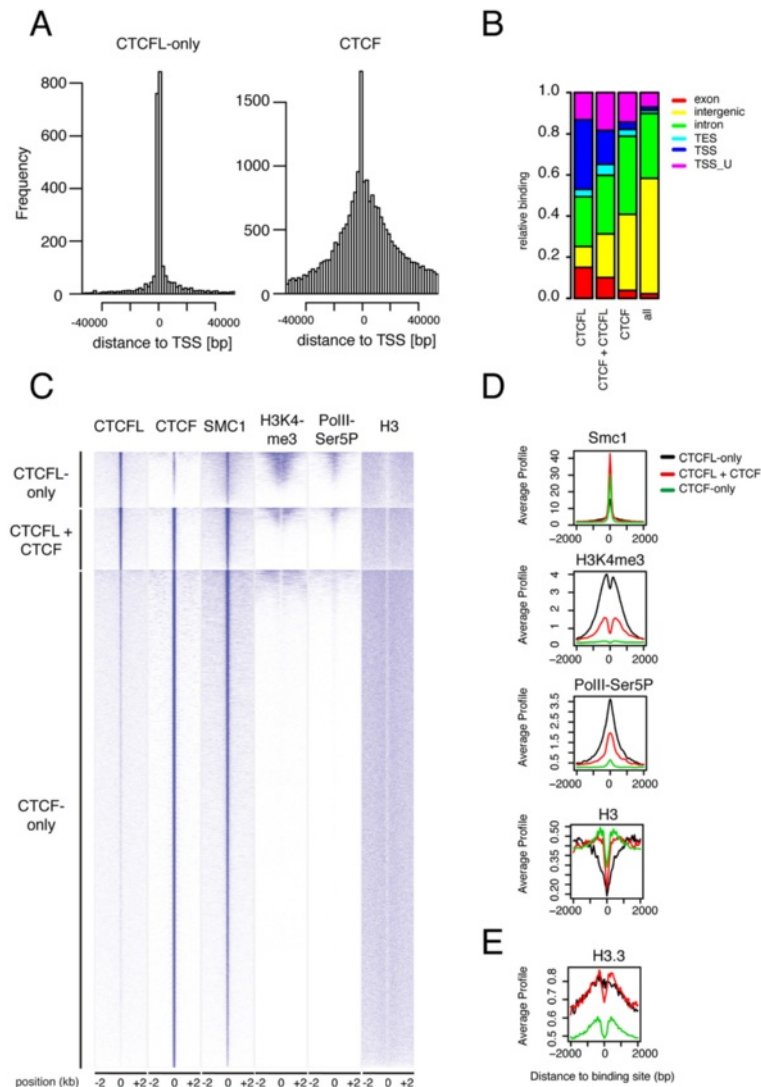 A
CTCFL-only
CTCF
Frequency
800
600
400
200
0
-40000
0
40000
distance to TSS [bp]
1500
1000
500
0
-40000
0
40000
distance to TSS [bp]
B
relative binding
1.0
0.8
0.6
0.4
0.2
0.0
CTCFL
CTCF + CTCFL
CTCF
all
exon
intergenic
intron
TES
TSS
TSS_U
C
CTCFL
CTCF
SMC1
H3K4-
me3
PolII-
Ser5P
H3
CTCFL-
only
CTCFL +
CTCF
CTCF-
only
position (kb)
-2 0 +2-2 0 +2-2 0 +2-2 0 +2-2 0 +2-2 0 +2
D
Smc1
Average Profile
40
30
20
10
0
-2000 0 2000
CTCFL-only
CTCFL + CTCF
CTCF-only
H3K4me3
Average Profile
4
3
2
1
0
-2000 0 2000
PolII-Ser5P
Average Profile
3.5
2.5
1.5
0.5
-2000 0 2000
H3
Average Profile
0.50
0.35
0.20
-2000 0 2000
E
H3.3
Average Profile
0.8
0.7
0.6
0.5
-2000 0 2000
Distance to binding site (bp)